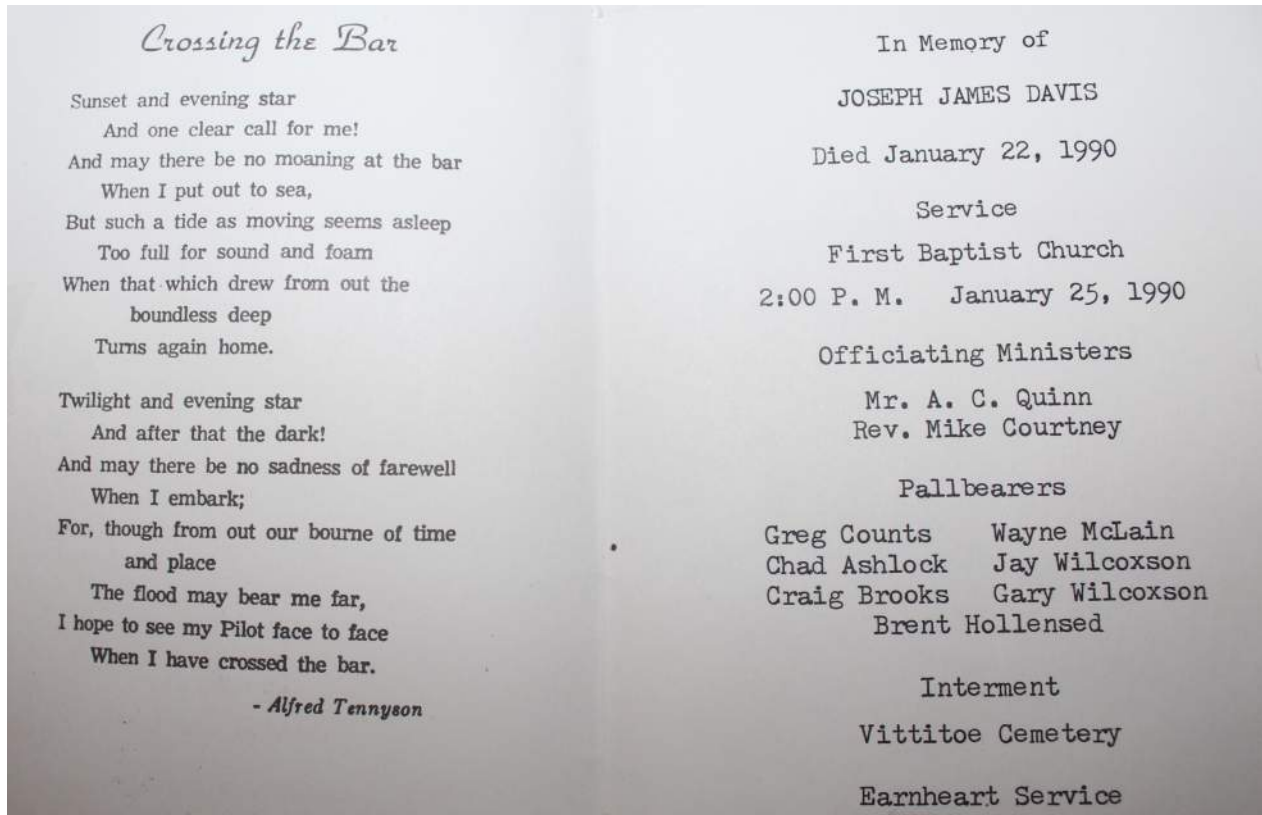 Crossing the Bar
Sunset and evening star
And one clear call for me!
And may there be no moaning at the bar
When I put out to sea,
But such a tide as moving seems asleep
Too full for sound and foam
When that which drew from out the
boundless deep
Turns again home.
Twilight and evening star
And after that the dark!
And may there be no sadness of farewell
When I embark;
For, though from out our bourne of time
and place
The flood may bear me far,
I hope to see my Pilot face to face
When I have crossed the bar.
- Alfred Tennyson
In Memory of
JOSEPH JAMES DAVIS
Died January 22, 1990
Service
First Baptist Church
2:00 P. M. January 25, 1990
Officiating Ministers
Mr. A. C. Quinn
Rev. Mike Courtney
Pallbearers
Greg Counts Wayne McLain
Chad Ashlock Jay Wilcoxson
Craig Brooks Gary Wilcoxson
Brent Hollensed
Interment
Vittitoe Cemetery
Earnheart Service